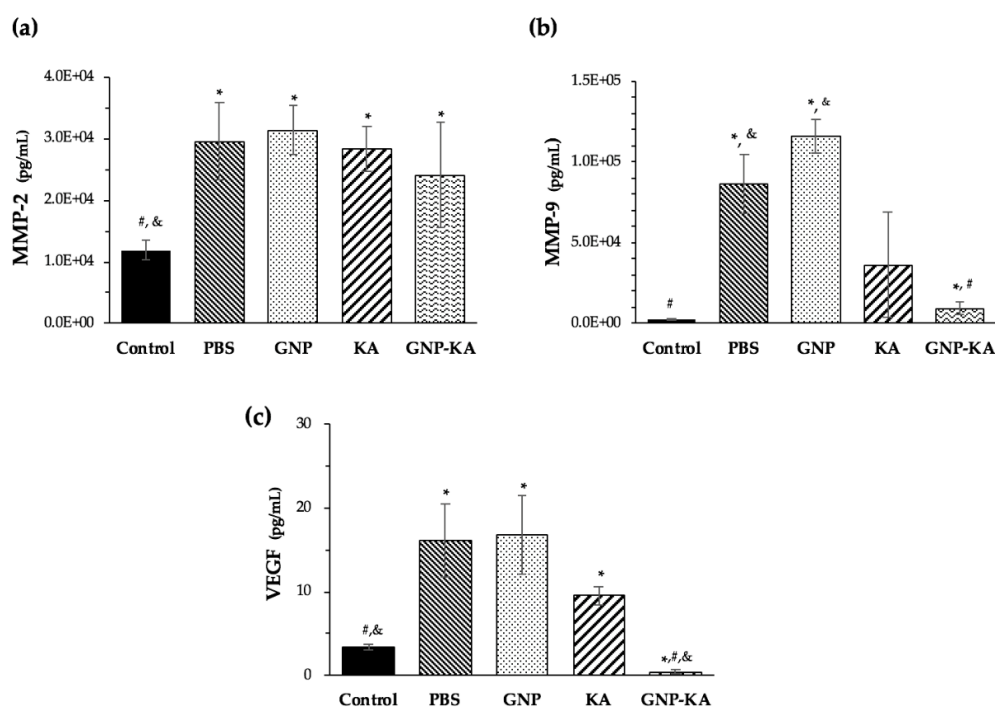 (a)
MMP-2 (pg/mL)
4.0E+04
3.0E+04
2.0E+04
1.0E+04
0.0E+00
#, &
*
*
*
*
Control PBS GNP KA GNP-KA
(b)
MMP-9 (pg/mL)
1.5E+05
1.0E+05
5.0E+04
0.0E+00
#
*, &
*, &
*, #
Control PBS GNP KA GNP-KA
(c)
VEGF (pg/mL)
30
20
10
0
#,&
*
*
*
*,#,&
Control PBS GNP KA GNP-KA